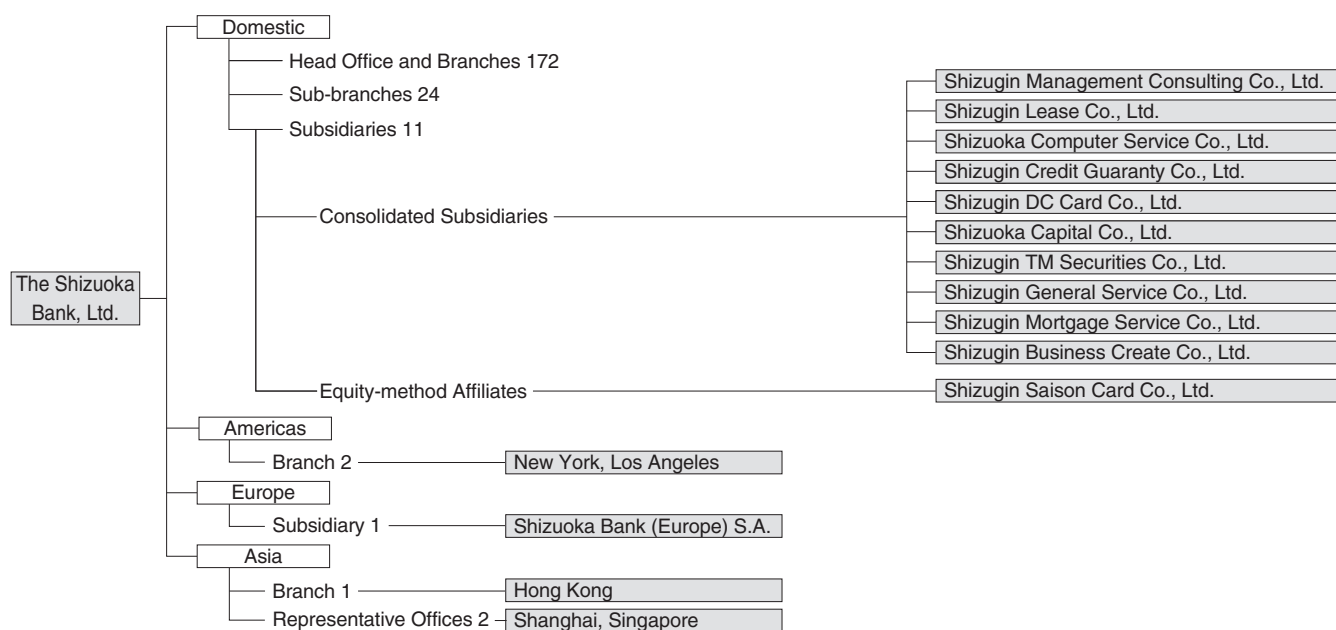 The Shizuoka
Bank, Ltd.
Domestic
Head Office and Branches 172
Sub-branches 24
Subsidiaries 11
Consolidated Subsidiaries
Shizugin Management Consulting Co., Ltd.
Shizugin Lease Co., Ltd.
Shizuoka Computer Service Co., Ltd.
Shizugin Credit Guaranty Co., Ltd.
Shizugin DC Card Co., Ltd.
Shizuoka Capital Co., Ltd.
Shizugin TM Securities Co., Ltd.
Shizugin General Service Co., Ltd.
Shizugin Mortgage Service Co., Ltd.
Shizugin Business Create Co., Ltd.
Equity-method Affiliates
Shizugin Saison Card Co., Ltd.
Americas
Branch 2
New York, Los Angeles
Europe
Subsidiary 1
Shizuoka Bank (Europe) S.A.
Asia
Branch 1
Hong Kong
Representative Offices 2
Shanghai, Singapore